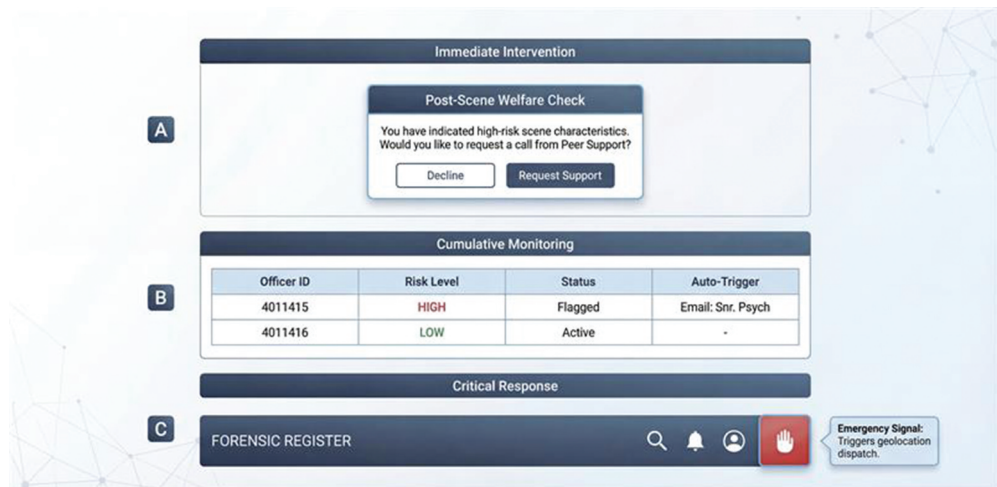 Immediate Intervention
A
Post-Scene Welfare Check
You have indicated high-risk scene characteristics.
Would you like to request a call from Peer Support?
Decline
Request Support
Cumulative Monitoring
B
Officer ID Risk Level Status Auto-Trigger
4011415 HIGH Flagged Email: Snr. Psych
4011416 LOW Active -
Critical Response
C
FORENSIC REGISTER
Emergency Signal:
Triggers geolocation
dispatch.